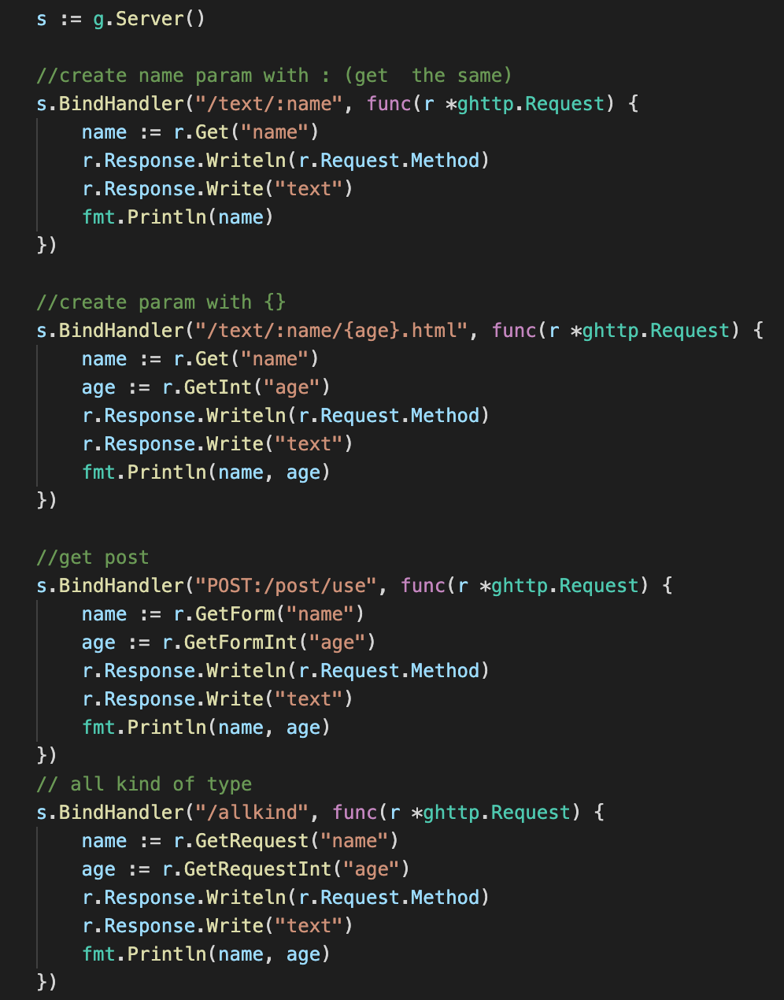 s := g.Server()
//create name param with : (get  the same)
s.BindHandler("/text/:name", func(r *ghttp.Request) {
name := r.Get("name")
r.Response.Writeln(r.Request.Method)
r.Response.Write("text")
fmt.Println(name)
})
//create param with {}
s.BindHandler("/text/:name/{age}.html", func(r *ghttp.Request) {
name := r.Get("name")
age := r.GetInt("age")
r.Response.Writeln(r.Request.Method)
r.Response.Write("text")
fmt.Println(name, age)
})
//get post
s.BindHandler("POST:/post/use", func(r *ghttp.Request) {
name := r.GetForm("name")
age := r.GetFormInt("age")
r.Response.Writeln(r.Request.Method)
r.Response.Write("text")
fmt.Println(name, age)
})
// all kind of type
s.BindHandler("/allkind", func(r *ghttp.Request) {
name := r.GetRequest("name")
age := r.GetRequestInt("age")
r.Response.Writeln(r.Request.Method)
r.Response.Write("text")
fmt.Println(name, age)
})